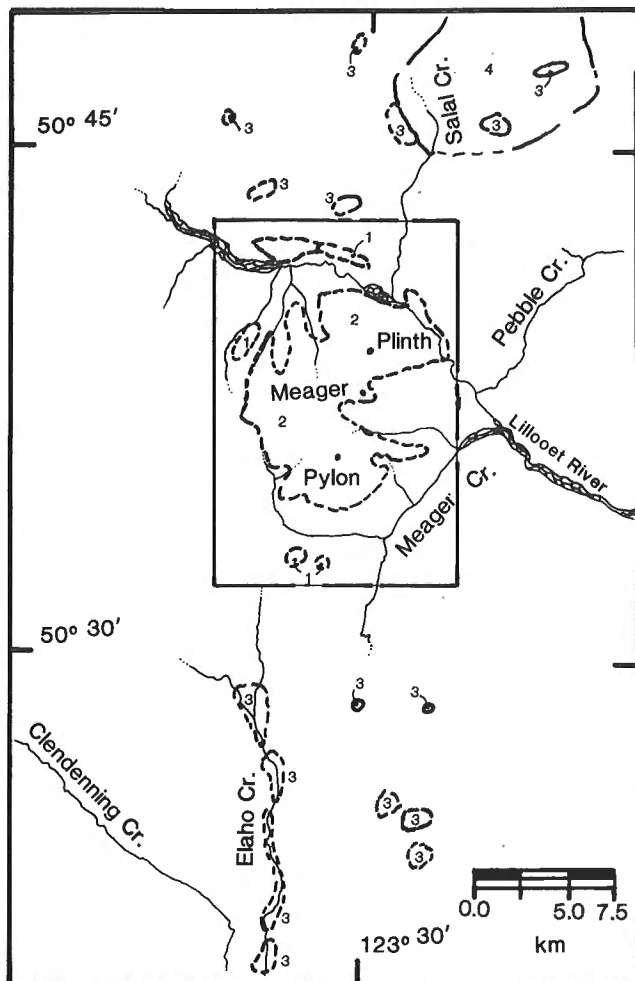 3
4
Salal Cr.
3
50° 45'
3
3
3
3
3
1
Pebble Cr.
2
Plinth
1
Meager
2
Lillooet River
Pylon
Meager Cr.
1
50° 30'
3
3
3
Clendenning Cr.
3
Elaho Cr.
3
3
3
3
3
0.0 5.0 7.5
km
123° 30'